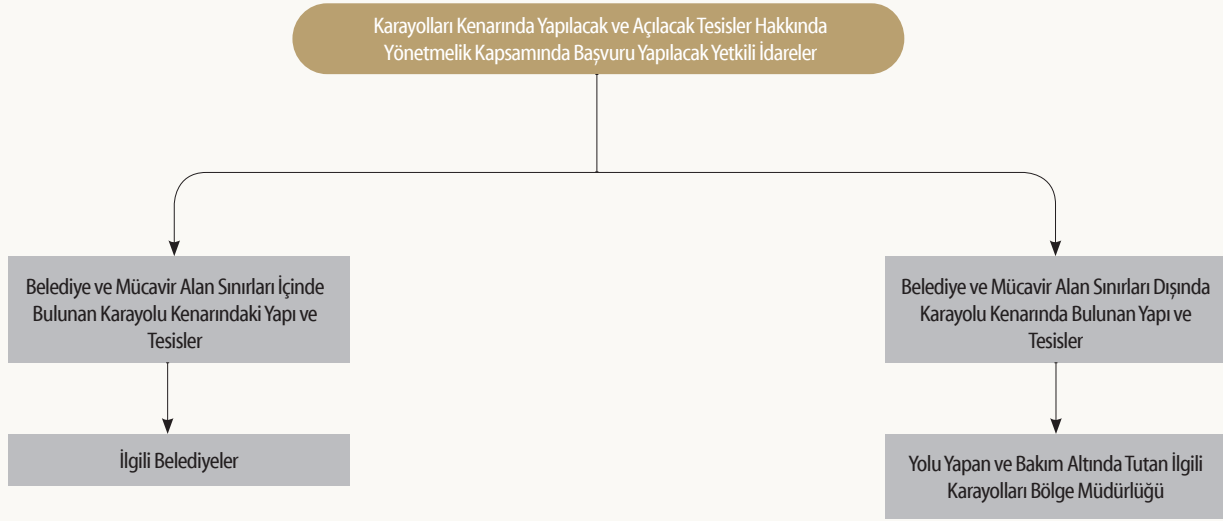 Karayolları Kenarında Yapılacak ve Açılacak Tesisler Hakkında
Yönetmelik Kapsamında Başvuru Yapılacak Yetkili İdareler
Belediye ve Mücavir Alan Sınırları İçinde
Bulunan Karayolu Kenarındaki Yapı ve
Tesisler
Belediye ve Mücavir Alan Sınırları Dışında
Karayolu Kenarında Bulunan Yapı ve
Tesisler
İlgili Belediyeler
Yolu Yapan ve Bakım Altında Tutan İlgili
Karayolları Bölge Müdürlüğü